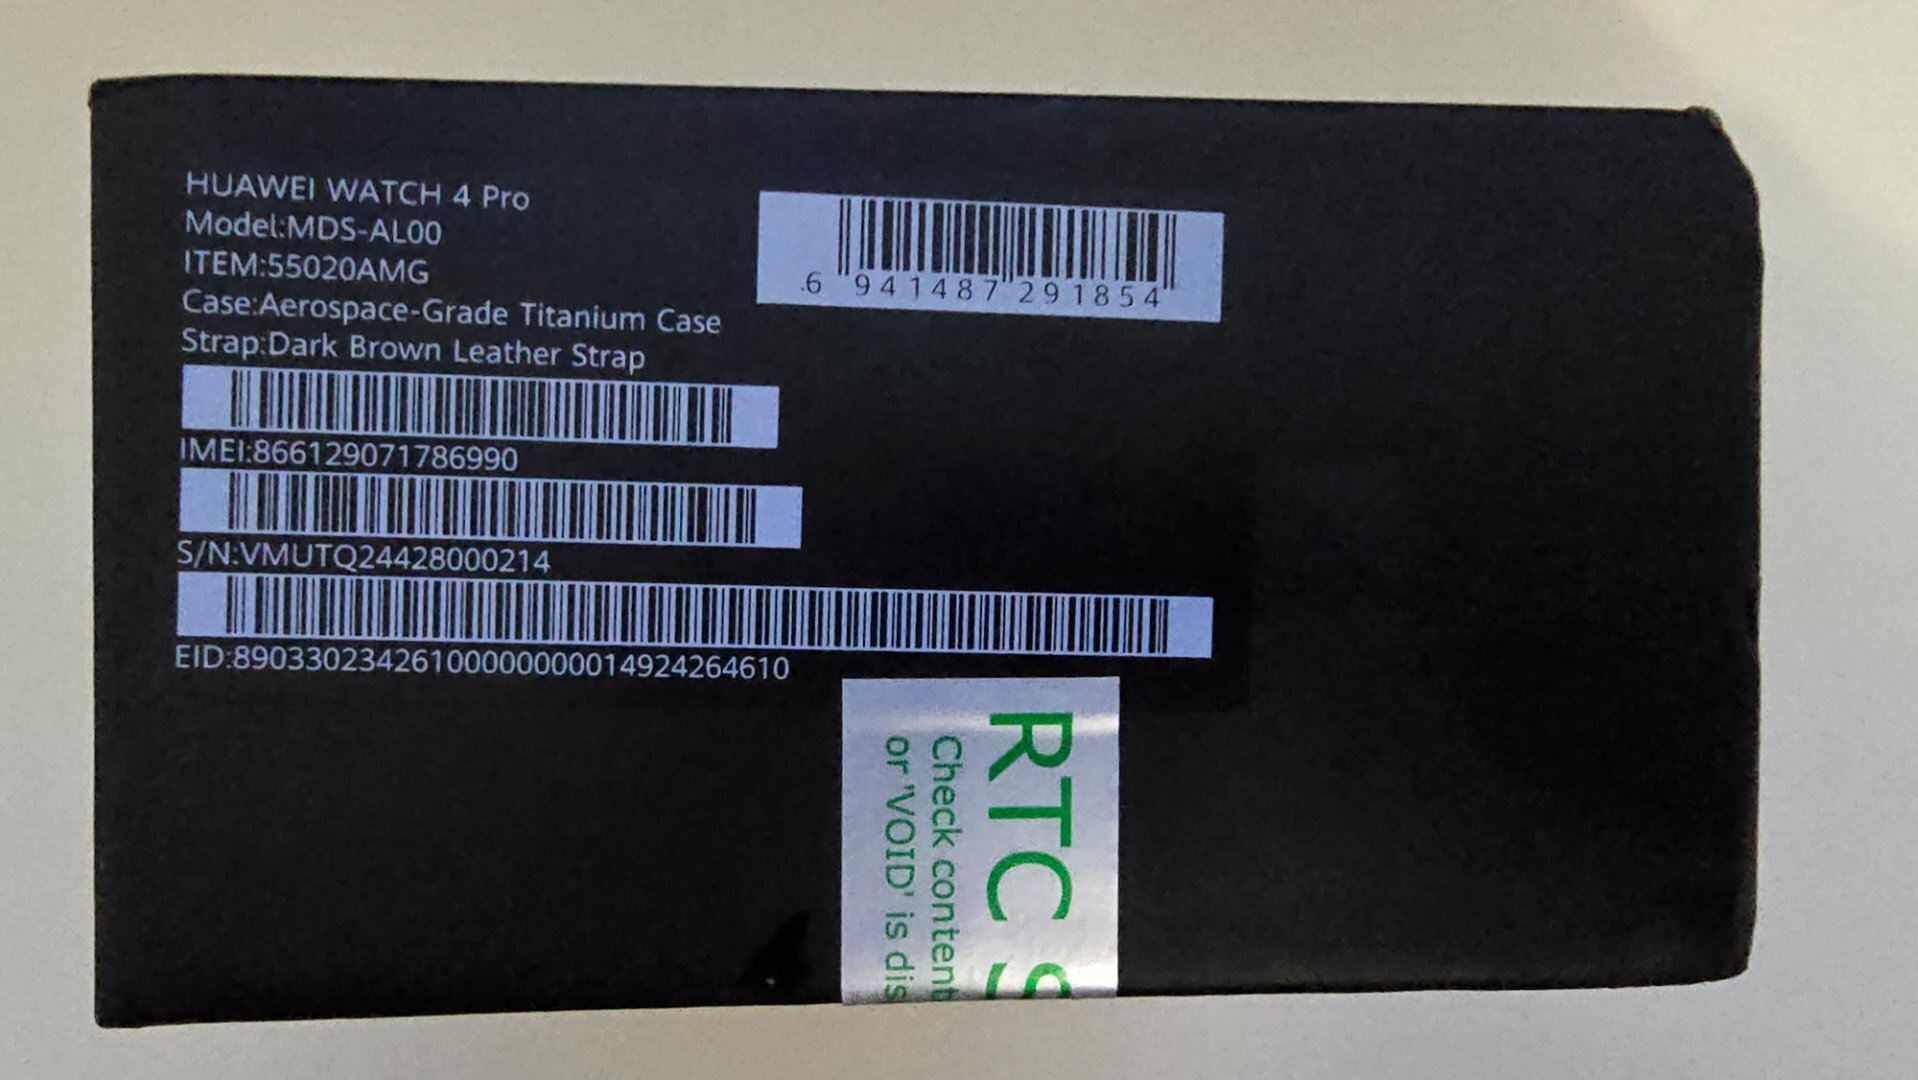 HUAWEI WATCH 4 Pro
Model:MDS-AL00
ITEM:55020AMG
Case:Aerospace-Grade Titanium Case
Strap:Dark Brown Leather Strap
6 941487 291854
IMEI:866129071786990
S/N:VMUTQ24428000214
EID:89033023426100000000014924264610
RTC S
Check content
or 'VOID' is dis